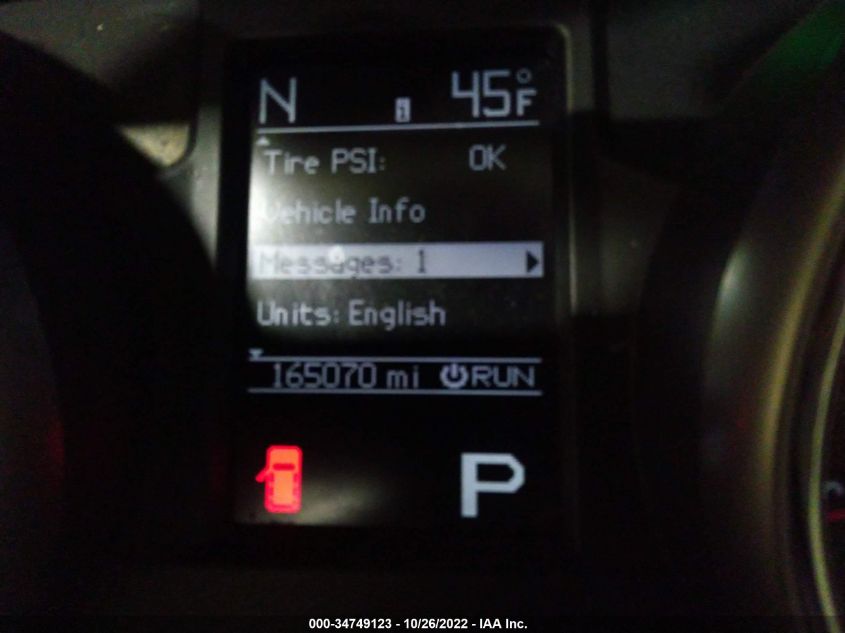 N 45°F
Tire PSI: OK
Vehicle Info
Messages: 1
Units: English
165070 mi RUN
P
000-34749123 - 10/26/2022 - IAA Inc.